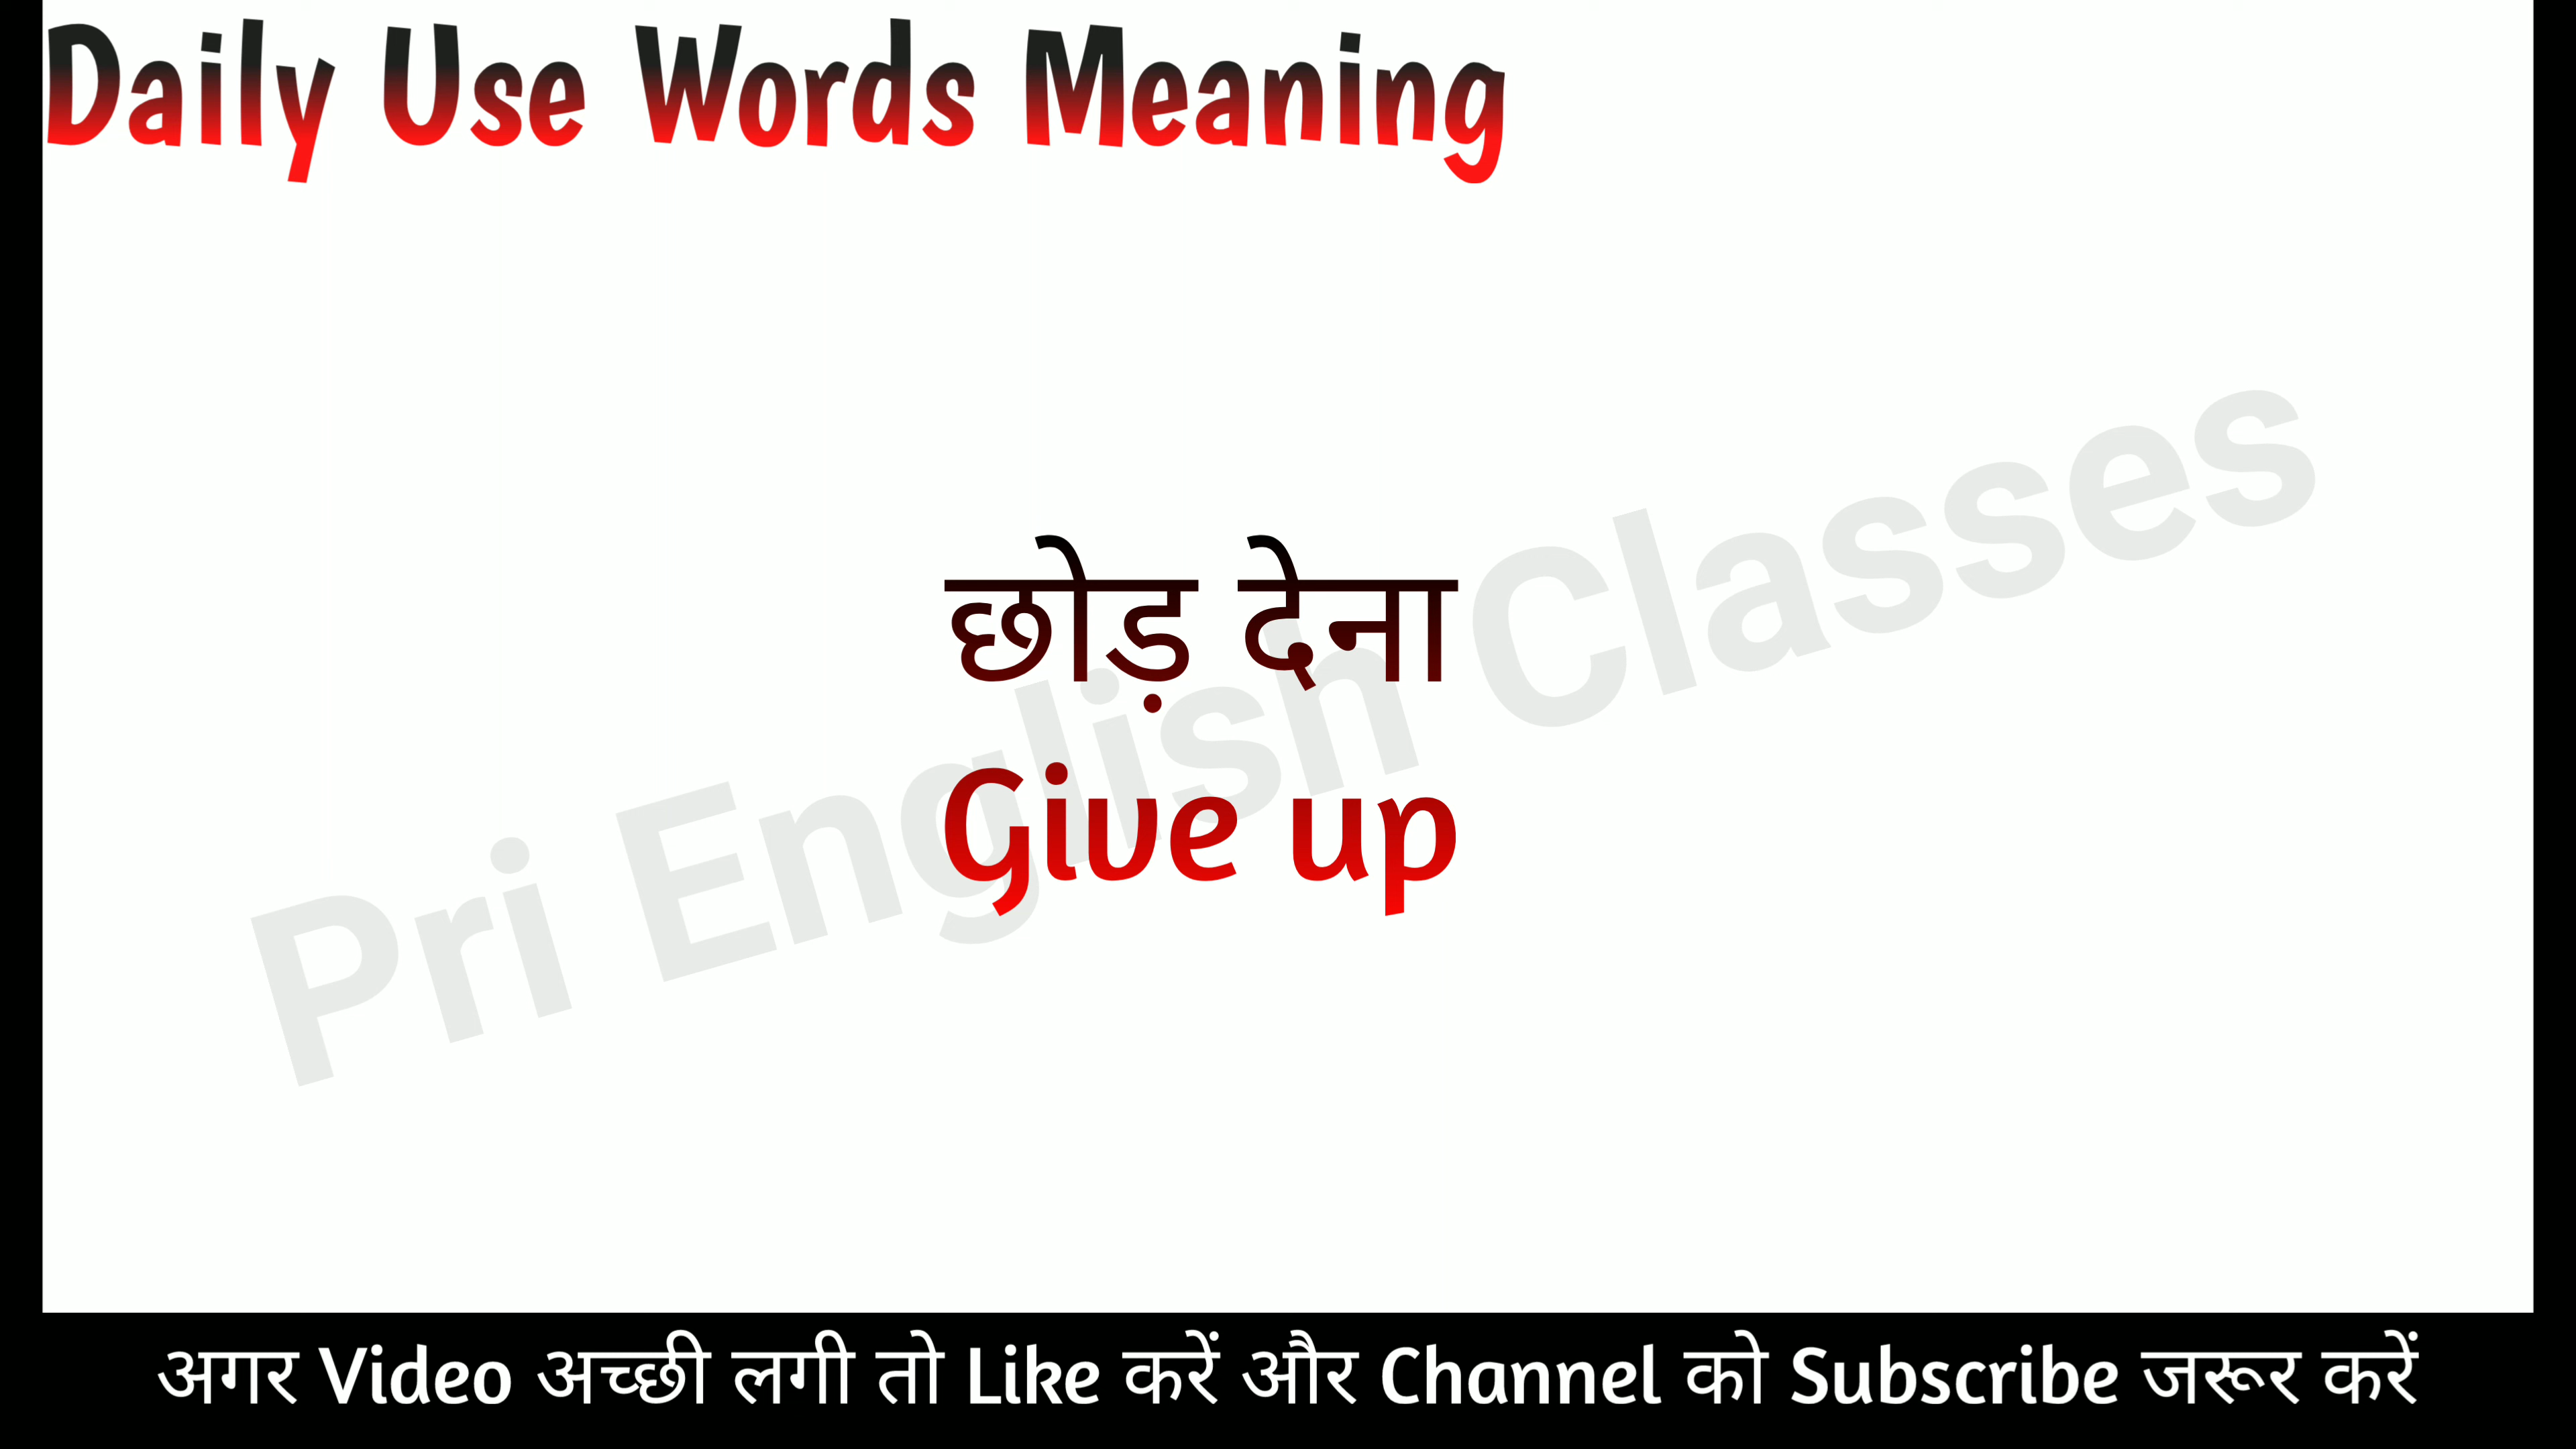 Daily Use Words Meaning
छोड़ देना
Give up
Pri English Classes
अगर Video अच्छी लगी तो Like करें और Channel को Subscribe जरूर करें